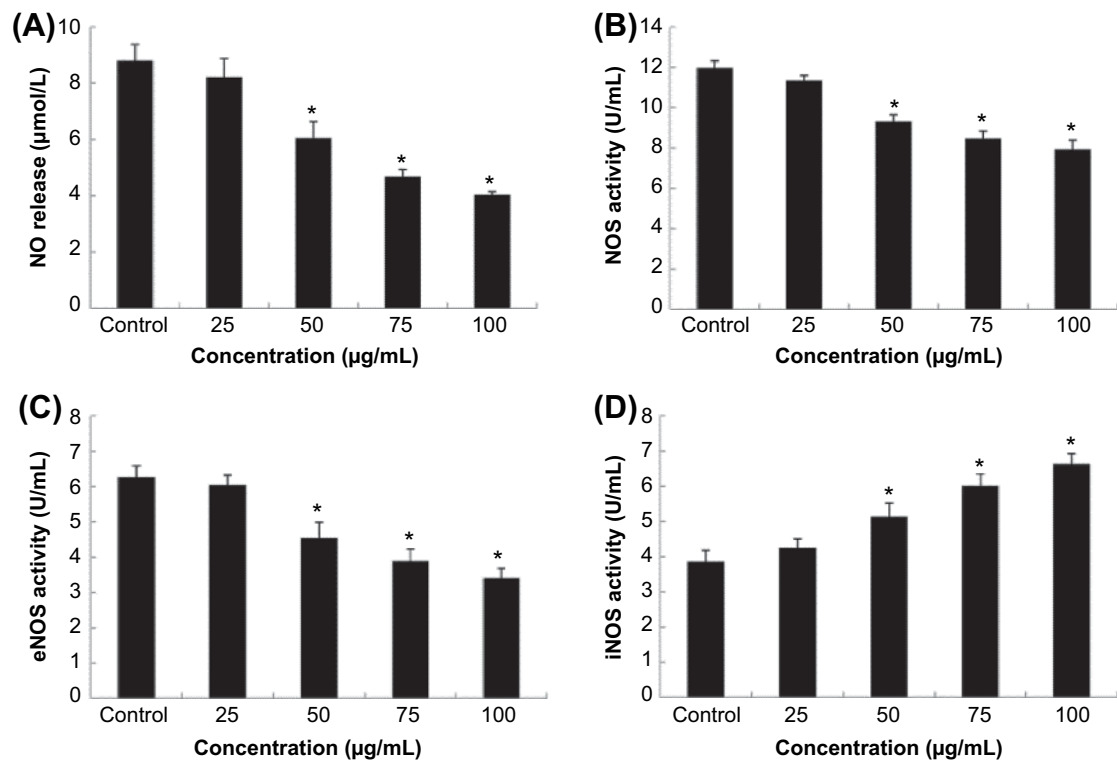 (A)
NO release (µmol/L)
10
8
6
4
2
0
*
*
*
Control 25 50 75 100
Concentration (µg/mL)
(B)
NOS activity (U/mL)
14
12
10
8
6
4
2
0
*
*
*
Control 25 50 75 100
Concentration (µg/mL)
(C)
eNOS activity (U/mL)
8
7
6
5
4
3
2
1
0
*
*
*
Control 25 50 75 100
Concentration (µg/mL)
(D)
iNOS activity (U/mL)
8
7
6
5
4
3
2
1
0
*
*
*
Control 25 50 75 100
Concentration (µg/mL)